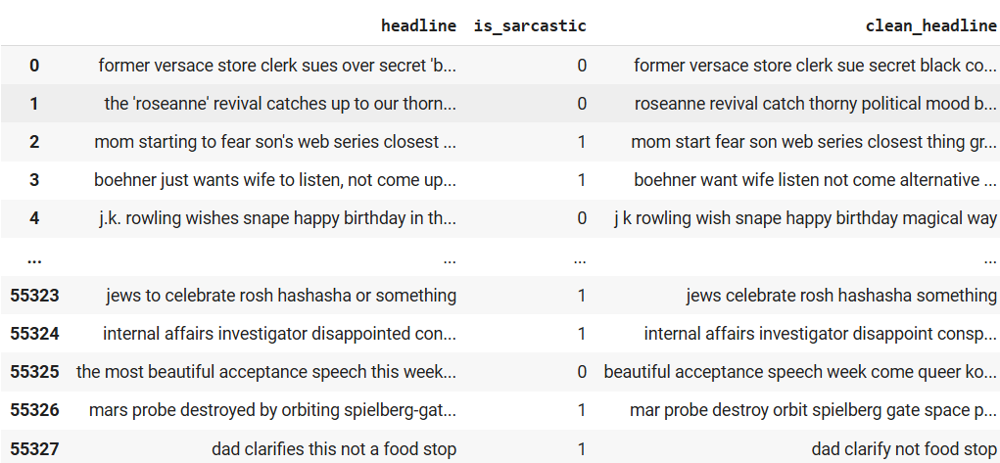 headline is_sarcastic clean_headline
0 former versace store clerk sues over secret 'b... 0 former versace store clerk sue secret black co...
1 the 'roseanne' revival catches up to our thorn... 0 roseanne revival catch thorny political mood b...
2 mom starting to fear son's web series closest ... 1 mom start fear son web series closest thing gr...
3 boehner just wants wife to listen, not come up... 1 boehner want wife listen not come alternative ...
4 j.k. rowling wishes snape happy birthday in th... 0 j k rowling wish snape happy birthday magical way
... ... ... ...
55323 jews to celebrate rosh hashasha or something 1 jews celebrate rosh hashasha something
55324 internal affairs investigator disappointed con... 1 internal affairs investigator disappoint consp...
55325 the most beautiful acceptance speech this week... 0 beautiful acceptance speech week come queer ko...
55326 mars probe destroyed by orbiting spielberg-gat... 1 mar probe destroy orbit spielberg gate space p...
55327 dad clarifies this not a food stop 1 dad clarify not food stop